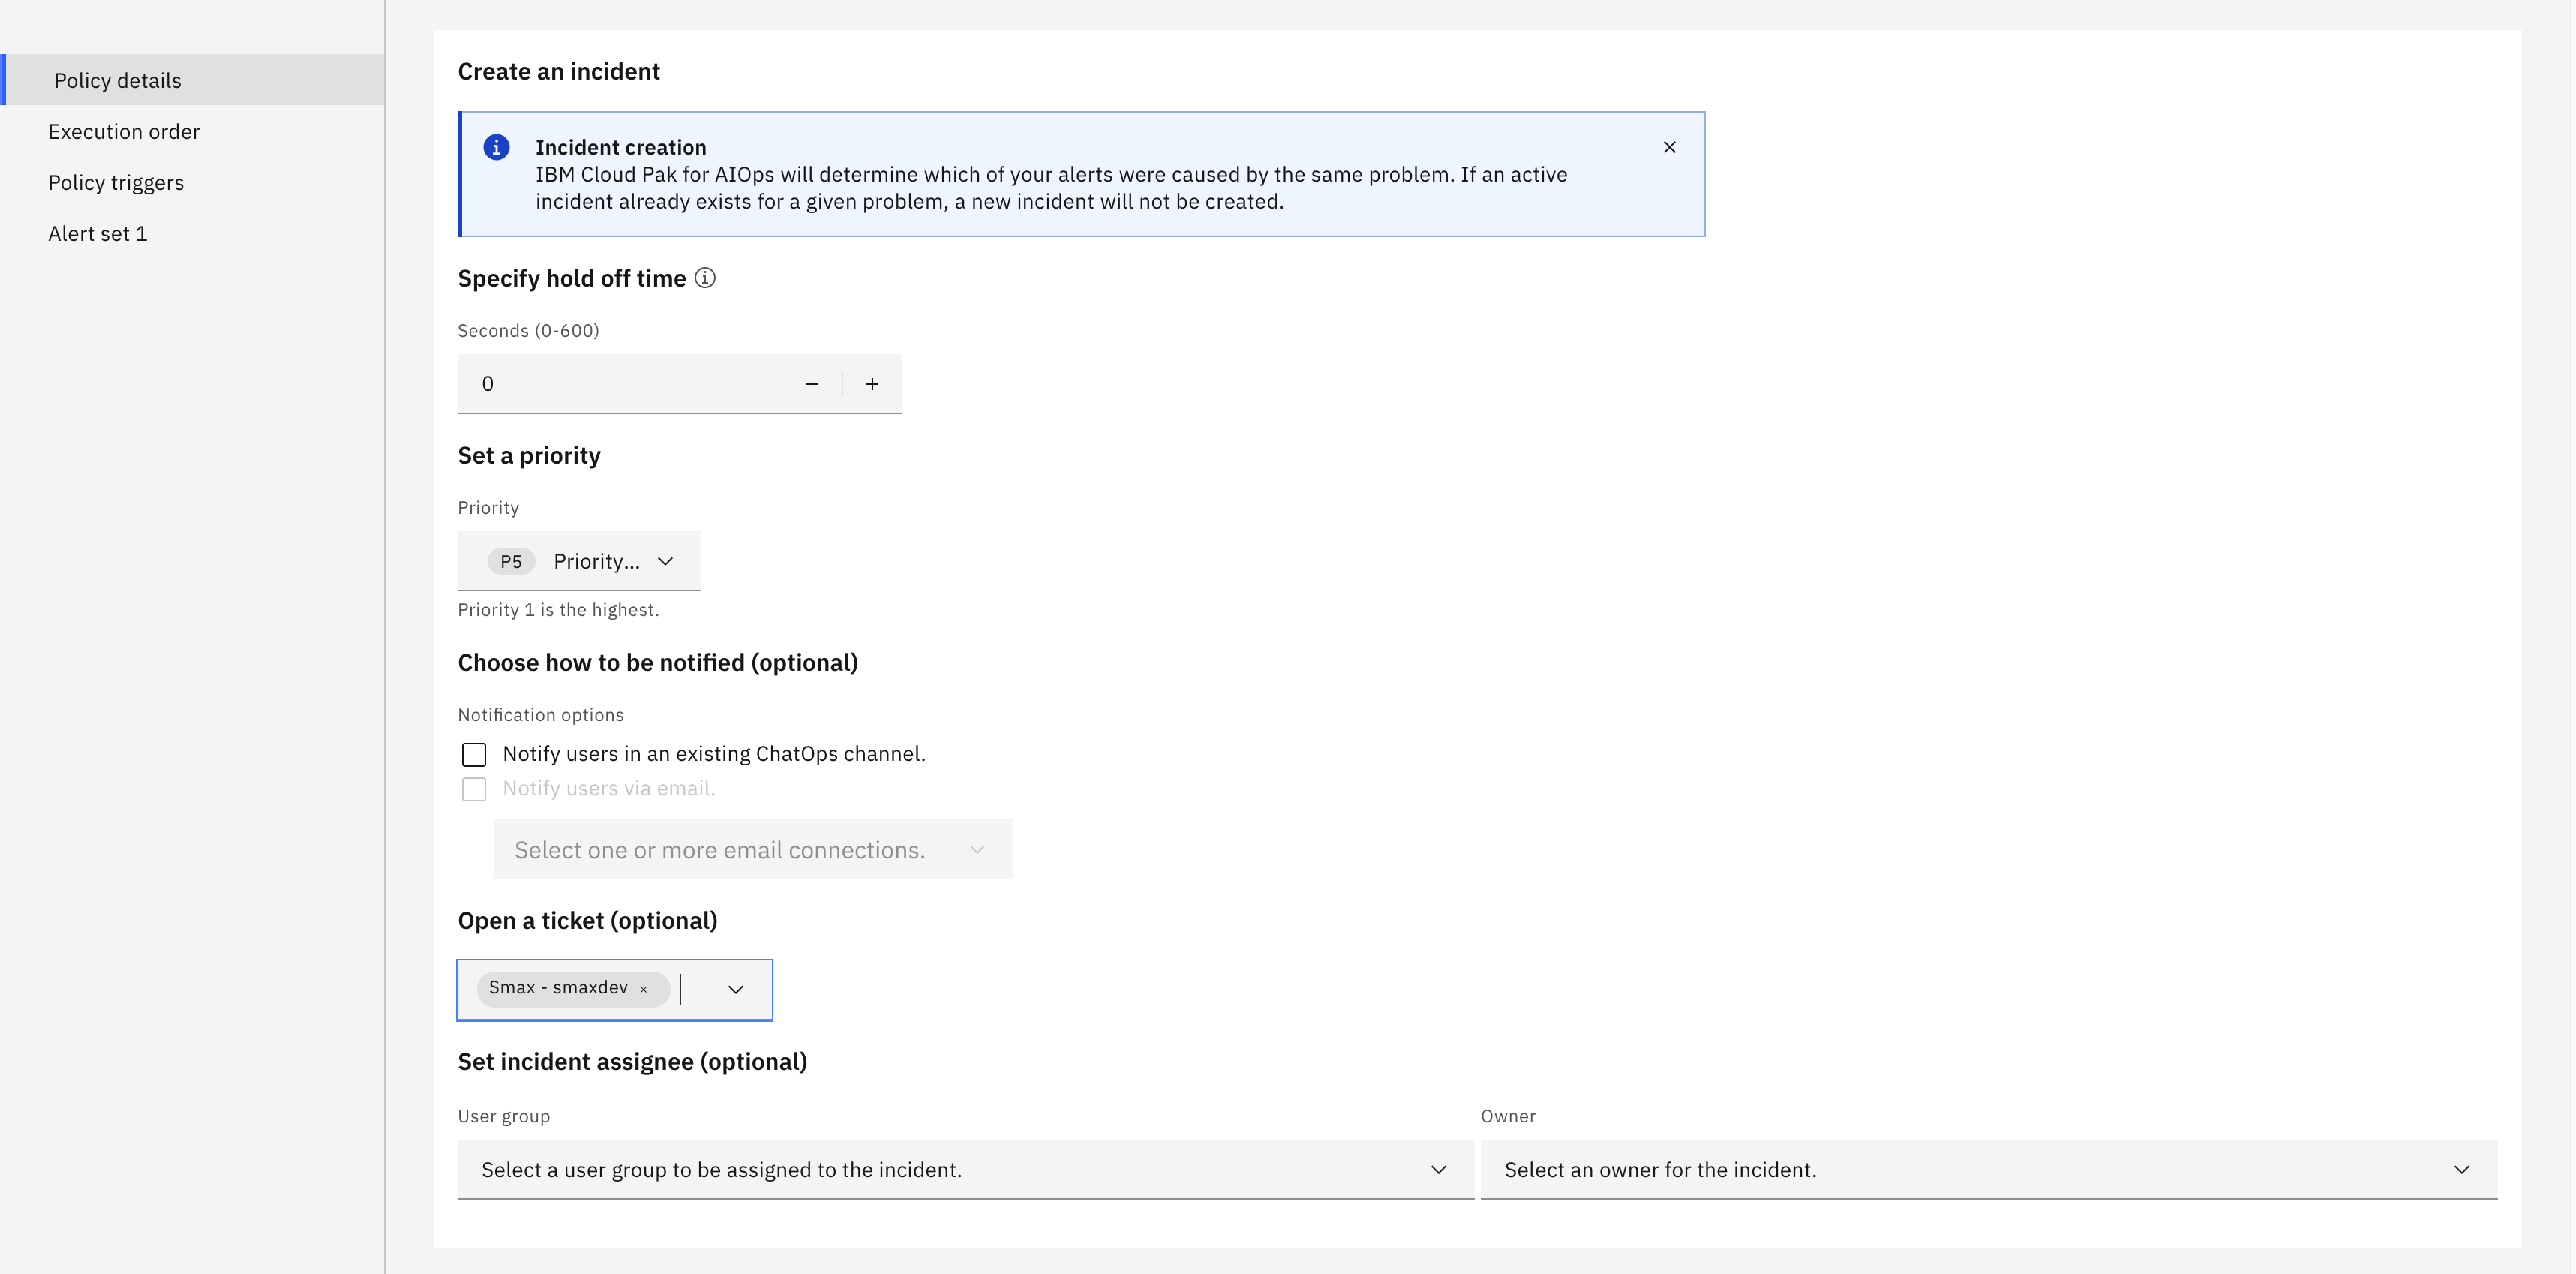 Policy details
Execution order
Policy triggers
Alert set 1
Create an incident
Incident creation
IBM Cloud Pak for AIOps will determine which of your alerts were caused by the same problem. If an active
incident already exists for a given problem, a new incident will not be created.
Specify hold off time
Seconds (0-600)
0
Set a priority
Priority
P5 Priority...
Priority 1 is the highest.
Choose how to be notified (optional)
Notification options
Notify users in an existing ChatOps channel.
Notify users via email.
Select one or more email connections.
Open a ticket (optional)
Smax - smaxdev ×
Set incident assignee (optional)
User group
Owner
Select a user group to be assigned to the incident.
Select an owner for the incident.